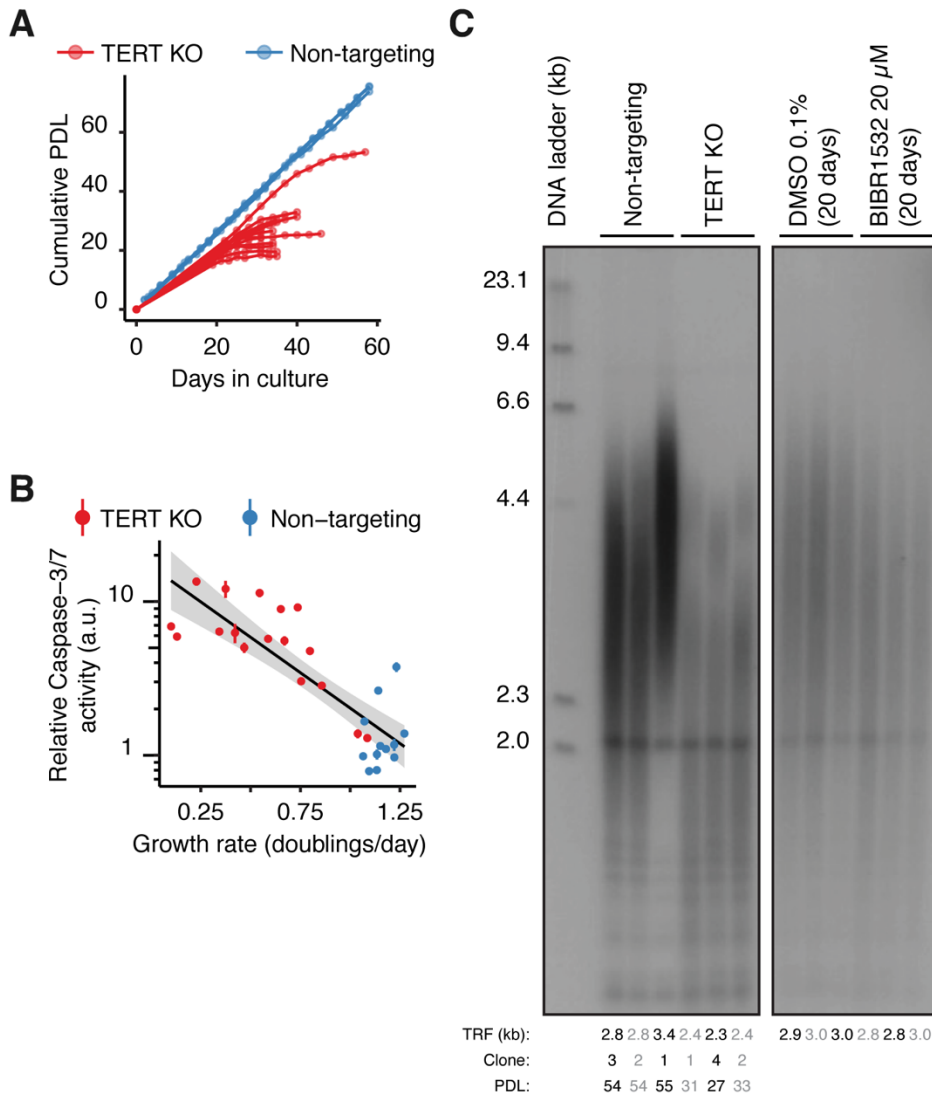 A
TERT KO Non-targeting
Cumulative PDL
60
40
20
0
0 20 40 60
Days in culture
B
TERT KO Non−targeting
Relative Caspase-3/7
activity (a.u.)
10
1
0.25 0.75 1.25
Growth rate (doublings/day)
C
DNA ladder (kb)
Non-targeting
TERT KO
DMSO 0.1%
(20 days)
BIBR1532 20 µM
(20 days)
23.1
9.4
6.6
4.4
2.3
2.0
TRF (kb): 2.8 2.8 3.4 2.4 2.3 2.4 2.9 3.0 3.0 2.8 2.8 3.0
Clone: 3 2 1 1 4 2
PDL: 54 54 55 31 27 33